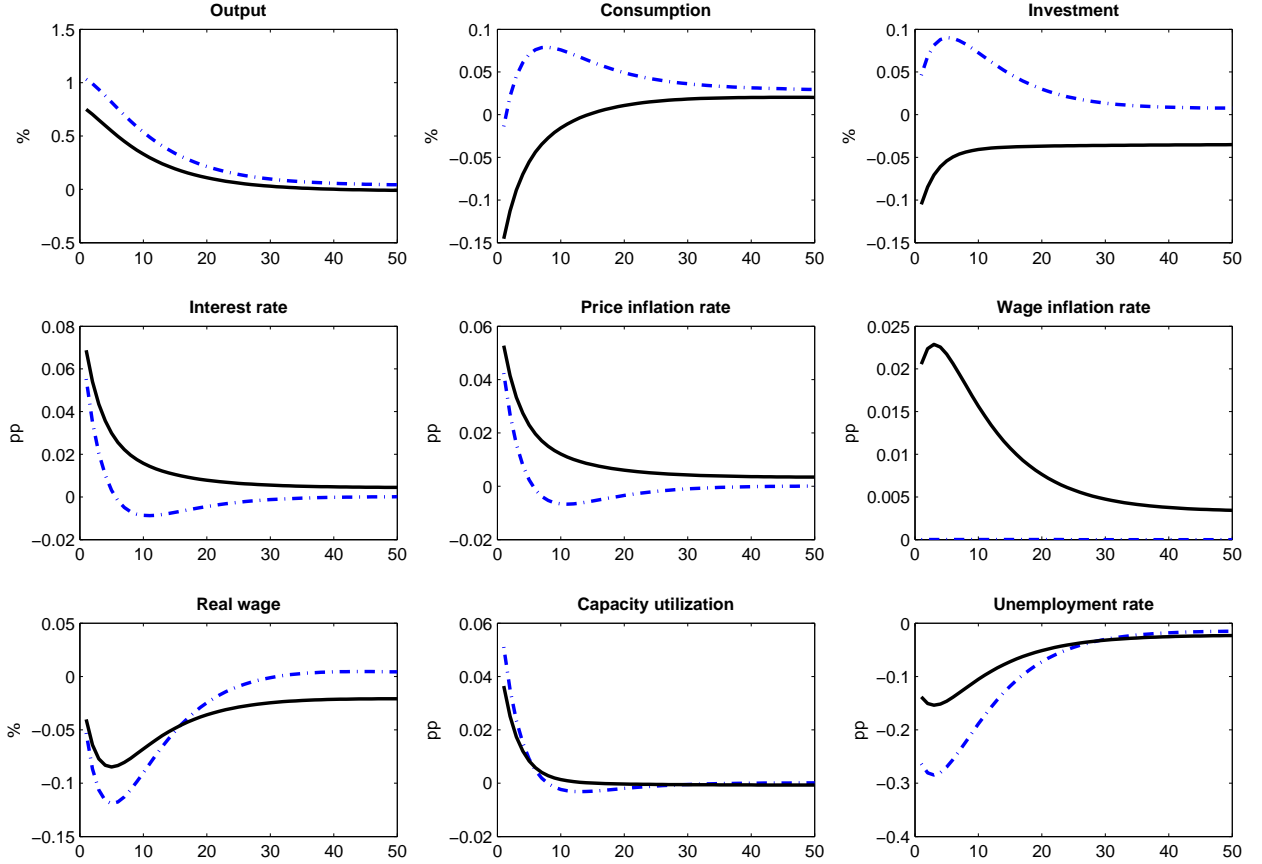 Output
1.5
1
0.5
0
−0.5
%
0 10 20 30 40 50
Consumption
0.1
0.05
0
−0.05
−0.1
−0.15
%
0 10 20 30 40 50
Investment
0.1
0.05
0
−0.05
−0.1
−0.15
%
0 10 20 30 40 50
Interest rate
0.08
0.06
0.04
0.02
0
−0.02
pp
0 10 20 30 40 50
Price inflation rate
0.06
0.04
0.02
0
−0.02
pp
0 10 20 30 40 50
Wage inflation rate
0.025
0.02
0.015
0.01
0.005
0
pp
0 10 20 30 40 50
Real wage
0.05
0
−0.05
−0.1
−0.15
%
0 10 20 30 40 50
Capacity utilization
0.06
0.04
0.02
0
−0.02
pp
0 10 20 30 40 50
Unemployment rate
0
−0.1
−0.2
−0.3
−0.4
pp
0 10 20 30 40 50